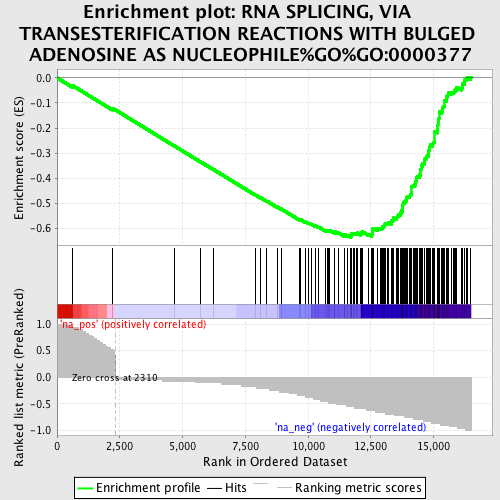 Enrichment plot: RNA SPLICING, VIA
TRANSESTERIFICATION REACTIONS WITH BULGED
ADENOSINE AS NUCLEOPHILE%GO%GO:0000377
Enrichment score (ES)
0.0
-0.1
-0.2
-0.3
-0.4
-0.5
-0.6
'na_pos' (positively correlated)
Ranked list metric (PreRanked)
1.0
0.5
0.0
-0.5
-1.0
Zero cross at 2310
'na_neg' (negatively correlated)
0
2,500
5,000
7,500
10,000
12,500
15,000
Rank in Ordered Dataset
Enrichment profile
Hits
Ranking metric scores